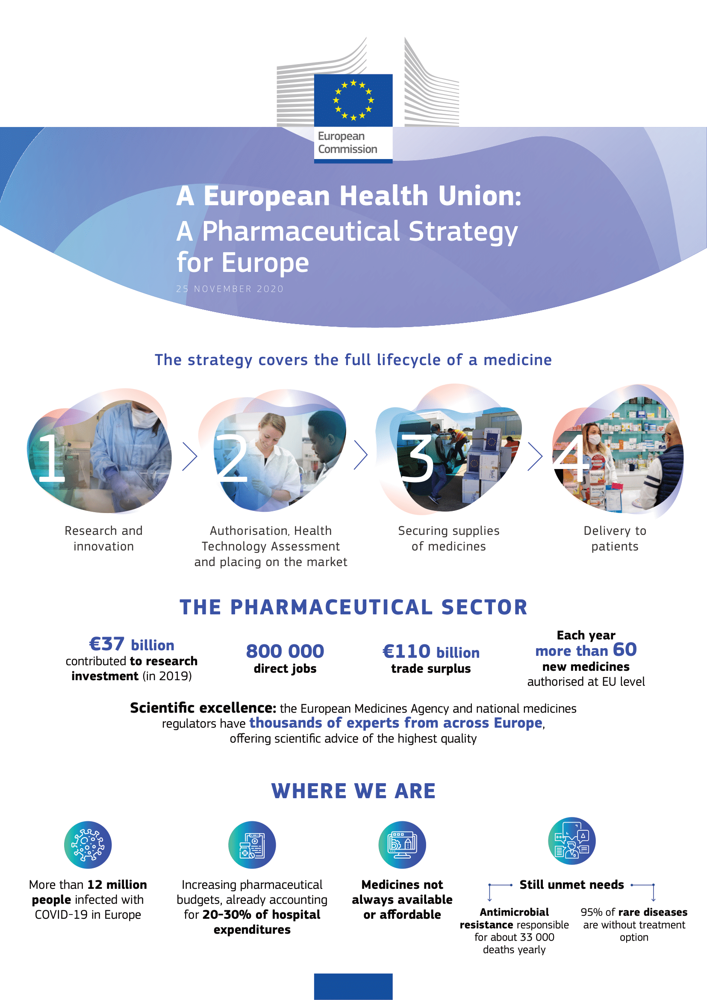 European
Commission
A European Health Union:
A Pharmaceutical Strategy
for Europe
25 NOVEMBER 2020
The strategy covers the full lifecycle of a medicine
1
2
3
4
Benagol
Benagol
Benagol
Research and
innovation
Authorisation, Health
Technology Assessment
and placing on the market
Securing supplies
of medicines
Delivery to
patients
THE PHARMACEUTICAL SECTOR
€37 billion
contributed to research
investment (in 2019)
800 000
direct jobs
€110 billion
trade surplus
Each year
more than 60
new medicines
authorised at EU level
Scientific excellence: the European Medicines Agency and national medicines
regulators have thousands of experts from across Europe,
offering scientific advice of the highest quality
WHERE WE ARE
More than 12 million
people infected with
COVID-19 in Europe
Increasing pharmaceutical
budgets, already accounting
for 20-30% of hospital
expenditures
Medicines not
always available
or affordable
Still unmet needs
Antimicrobial
resistance responsible
for about 33 000
deaths yearly
95% of rare diseases
are without treatment
option